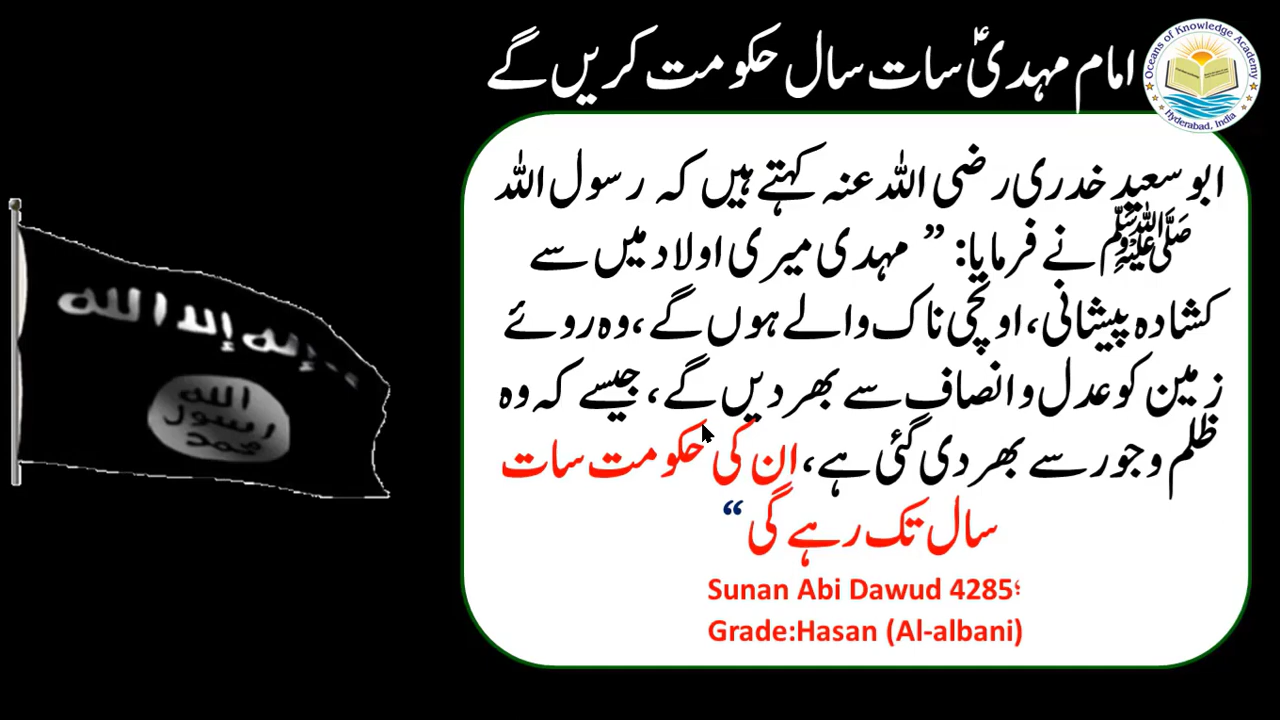 امام مہدیؑ سات سال حکومت کریں گے
Oceans of Knowledge Academy
Hyderabad, India
ابو سعید خدری رضی اللہ عنہ کہتے ہیں کہ رسول اللہ
ﷺ نے فرمایا: ” مہدی میری اولاد میں سے
کشادہ پیشانی، اونچی ناک والے ہوں گے، وہ روئے
زمین کو عدل و انصاف سے بھر دیں گے، جیسے کہ وہ
ظلم و جور سے بھر دی گئی ہے، ان کی حکومت سات
سال تک رہے گی “
Sunan Abi Dawud 4285؛
Grade:Hasan (Al-albani)
إله إلا الله
الله
رسول
محمد